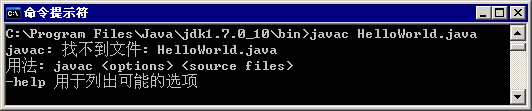 命令提示符
C:\Program Files\Java\jdk1.7.0_10\bin>javac HelloWorld.java
javac: 找不到文件: HelloWorld.java
用法: javac <options> <source files>
-help 用于列出可能的选项